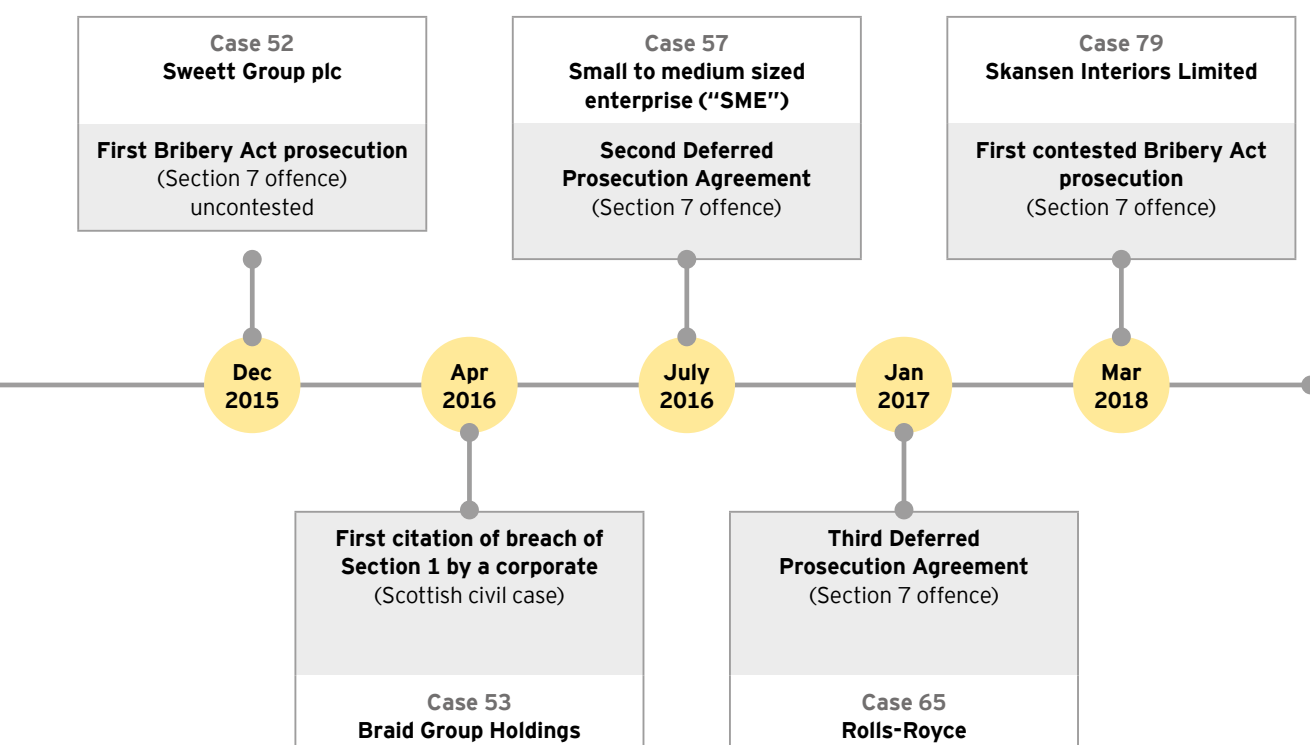 Case 52
Sweett Group plc
First Bribery Act prosecution
(Section 7 offence)
uncontested
Case 57
Small to medium sized
enterprise (“SME”)
Second Deferred
Prosecution Agreement
(Section 7 offence)
Case 79
Skansen Interiors Limited
First contested Bribery Act
prosecution
(Section 7 offence)
Dec
2015
Apr
2016
July
2016
Jan
2017
Mar
2018
First citation of breach of
Section 1 by a corporate
(Scottish civil case)
Case 53
Braid Group Holdings
Third Deferred
Prosecution Agreement
(Section 7 offence)
Case 65
Rolls-Royce